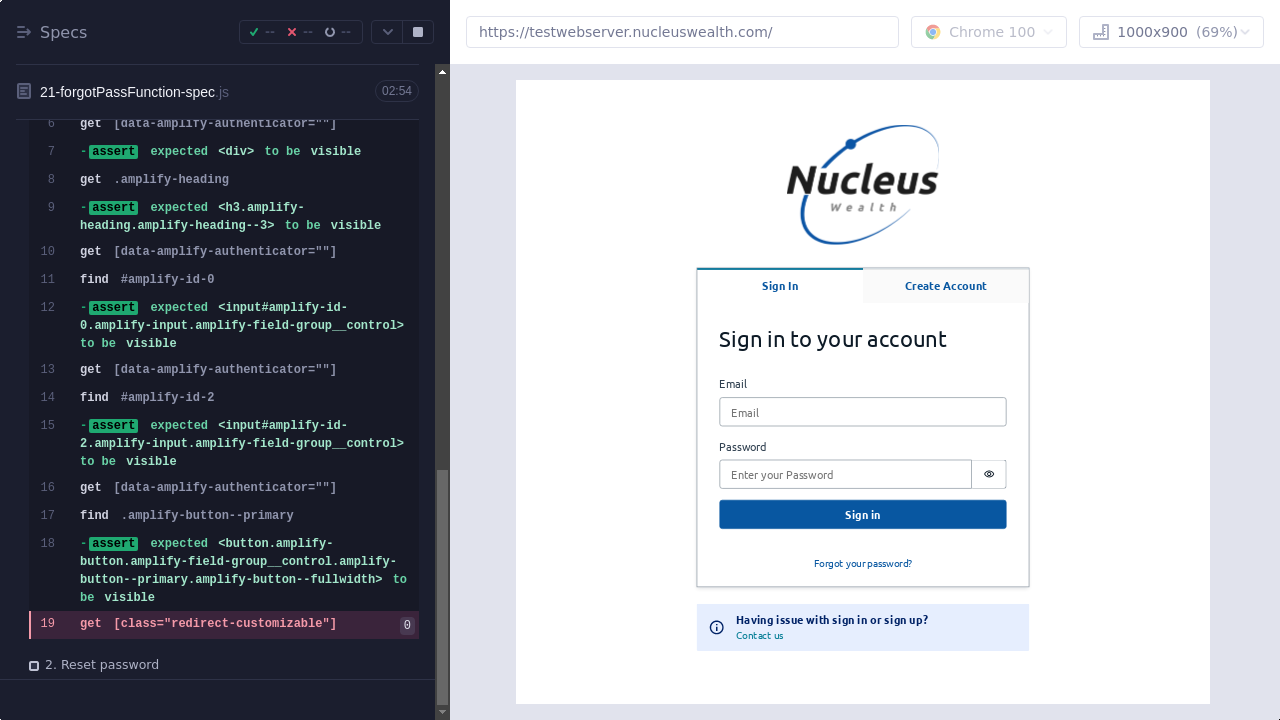 Specs
--
--
--
https://testwebserver.nucleuswealth.com/
Chrome 100
1000x900 (69%)
21-forgotPassFunction-spec.js
02:54
6 get [data-amplify-authenticator=""]
7 -assert expected <div> to be visible
8 get .amplify-heading
9 -assert expected <h3.amplify-
heading.amplify-heading--3> to be visible
10 get [data-amplify-authenticator=""]
11 find #amplify-id-0
12 -assert expected <input#amplify-id-
0.amplify-input.amplify-field-group__control>
to be visible
13 get [data-amplify-authenticator=""]
14 find #amplify-id-2
15 -assert expected <input#amplify-id-
2.amplify-input.amplify-field-group__control>
to be visible
16 get [data-amplify-authenticator=""]
17 find .amplify-button--primary
18 -assert expected <button.amplify-
button.amplify-field-group__control.amplify-
button--primary.amplify-button--fullwidth> to
be visible
19 get [class="redirect-customizable"] 0
2. Reset password
Nucleus
Wealth
Sign In
Create Account
Sign in to your account
Email
Email
Password
Enter your Password
Sign in
Forgot your password?
Having issue with sign in or sign up?
Contact us